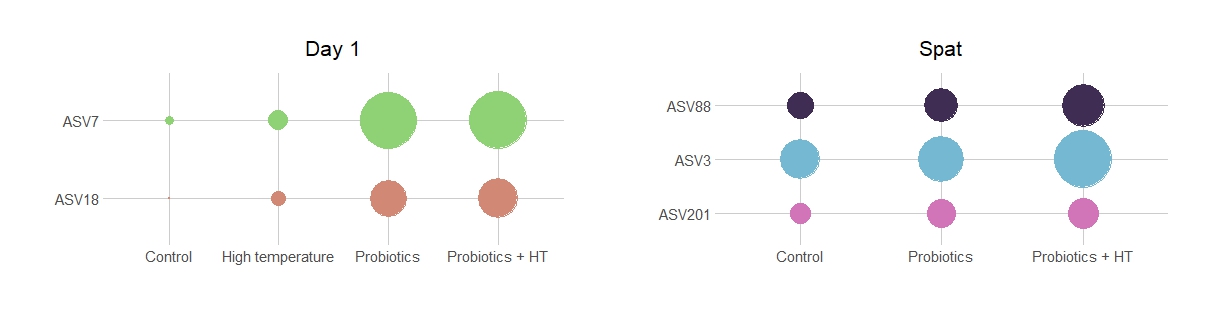 Day 1
ASV7
ASV18
Control High temperature Probiotics Probiotics + HT
Spat
ASV88
ASV3
ASV201
Control Probiotics Probiotics + HT